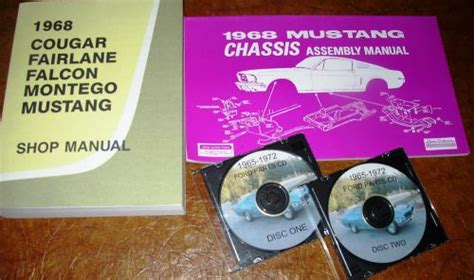 1968
COUGAR
FAIRLANE
FALCON
MONTEGO
MUSTANG
SHOP MANUAL
1968 MUSTANG
CHASSIS ASSEMBLY MANUAL
1965-1972
FORD PARTS CD
DISC ONE
1965-1972
FORD PARTS CD
DISC TWO